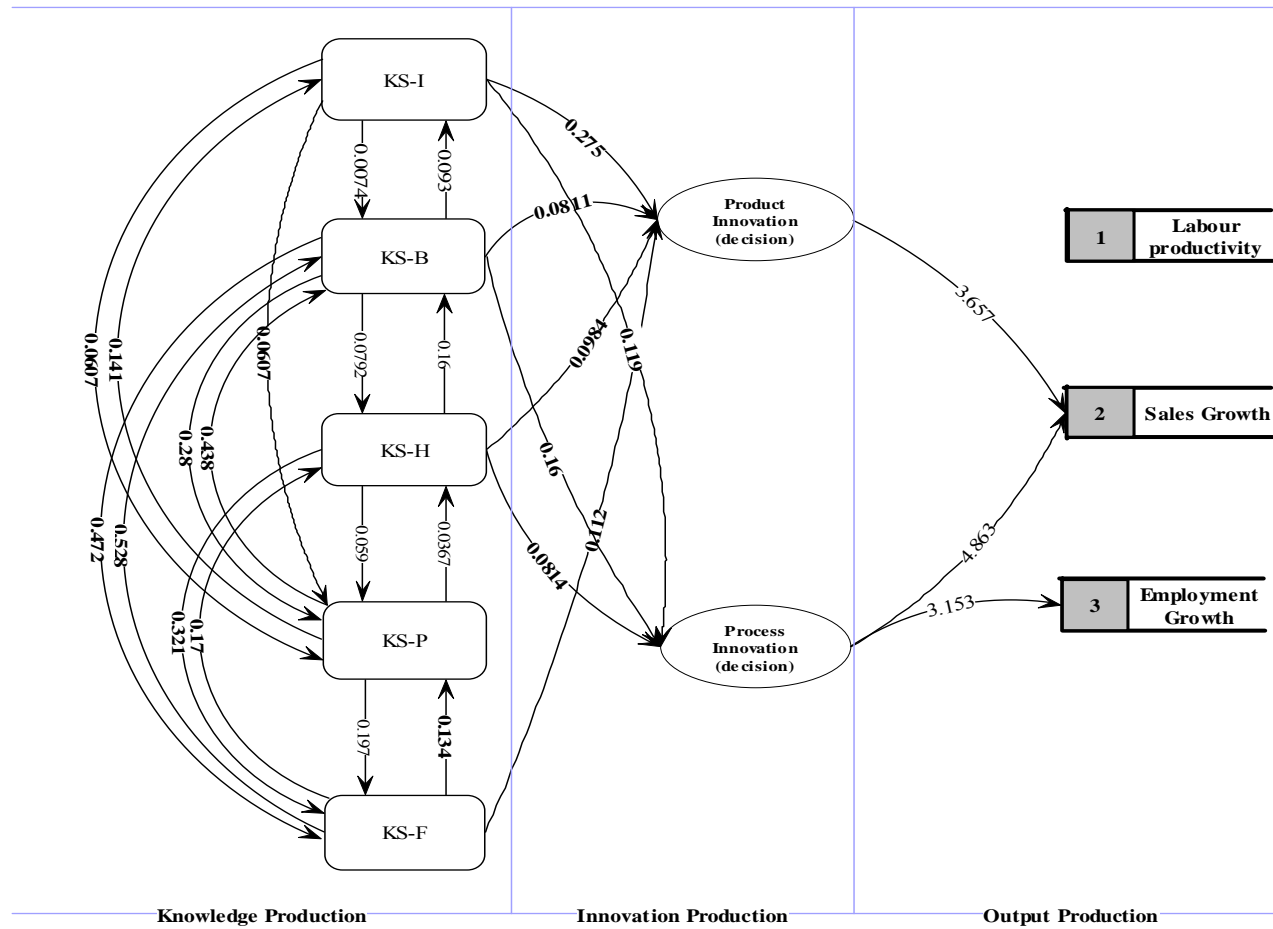 KS-I
0.275
0.0074
0.093
Product
Innovation
(decision)
0.0811
1
Labour
productivity
KS-B
3.657
0.0607
0.141
0.0607
0.0792
0.16
0.0984
0.119
2
Sales Growth
KS-H
0.28
0.438
0.16
0.472
0.528
0.059
0.0367
0.112
0.0814
4.863
3.153
3
Employment
Growth
0.321
0.17
KS-P
Process
Innovation
(decision)
0.197
0.134
KS-F
Knowledge Production
Innovation Production
Output Production